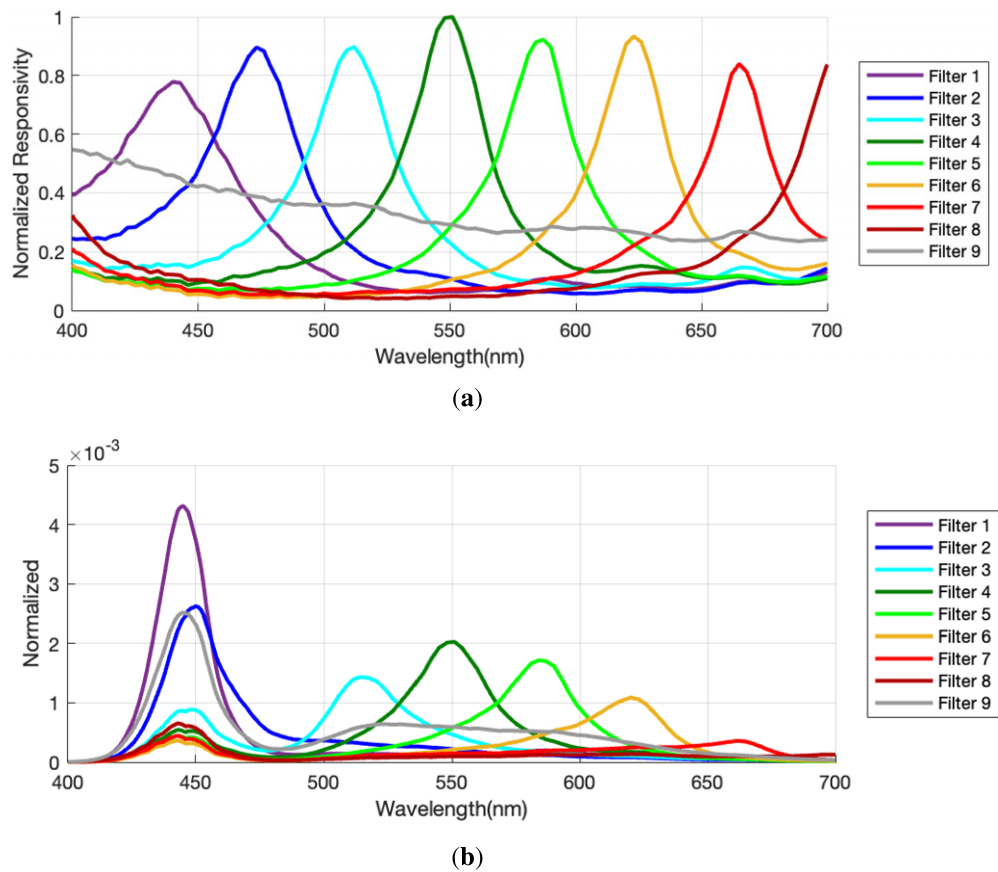 1
0.8
0.6
0.4
0.2
0
Normalized Responsivity
400 450 500 550 600 650 700
Wavelength(nm)
Filter 1
Filter 2
Filter 3
Filter 4
Filter 5
Filter 6
Filter 7
Filter 8
Filter 9
(a)
×10-3
5
4
3
2
1
0
Normalized
400 450 500 550 600 650 700
Wavelength(nm)
Filter 1
Filter 2
Filter 3
Filter 4
Filter 5
Filter 6
Filter 7
Filter 8
Filter 9
(b)